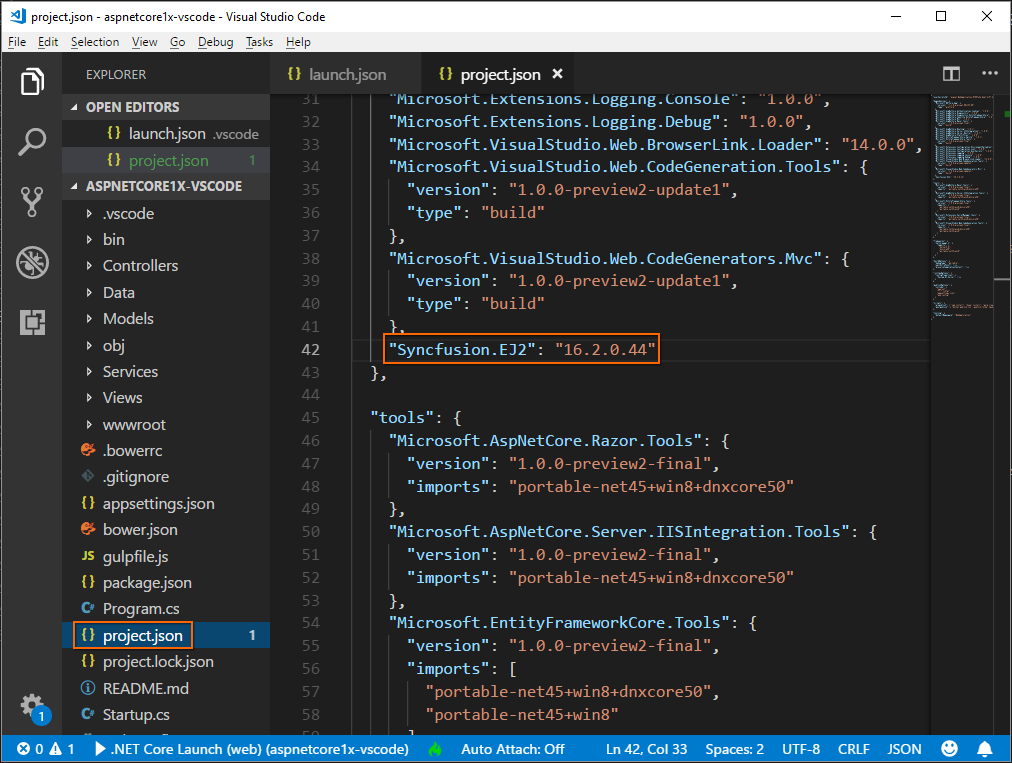 project.json - aspnetcore1x-vscode - Visual Studio Code
File Edit Selection View Go Debug Tasks Help
EXPLORER
OPEN EDITORS
{} launch.json .vscode
{} project.json 1
ASPNETCORE1X-VSCODE
.vscode
bin
Controllers
Data
Models
obj
Services
Views
wwwroot
.bowerrc
.gitignore
{} appsettings.json
bower.json
JS gulpfile.js
{} package.json
C# Program.cs
{} project.json 1
{} project.lock.json
README.md
C# Startup.cs
1
{} launch.json
{} project.json
31 "Microsoft.Extensions.Logging.Console": "1.0.0",
32 "Microsoft.Extensions.Logging.Debug": "1.0.0",
33 "Microsoft.VisualStudio.Web.BrowserLink.Loader": "14.0.0",
34 "Microsoft.VisualStudio.Web.CodeGeneration.Tools": {
35 "version": "1.0.0-preview2-update1",
36 "type": "build"
37 },
38 "Microsoft.VisualStudio.Web.CodeGenerators.Mvc": {
39 "version": "1.0.0-preview2-update1",
40 "type": "build"
41 },
42 "Syncfusion.EJ2": "16.2.0.44"
43 },
44
45 "tools": {
46 "Microsoft.AspNetCore.Razor.Tools": {
47 "version": "1.0.0-preview2-final",
48 "imports": "portable-net45+win8+dnxcore50"
49 },
50 "Microsoft.AspNetCore.Server.IISIntegration.Tools": {
51 "version": "1.0.0-preview2-final",
52 "imports": "portable-net45+win8+dnxcore50"
53 },
54 "Microsoft.EntityFrameworkCore.Tools": {
55 "version": "1.0.0-preview2-final",
56 "imports": [
57 "portable-net45+win8+dnxcore50",
58 "portable-net45+win8"
0 1 .NET Core Launch (web) (aspnetcore1x-vscode) Auto Attach: Off Ln 42, Col 33 Spaces: 2 UTF-8 CRLF JSON